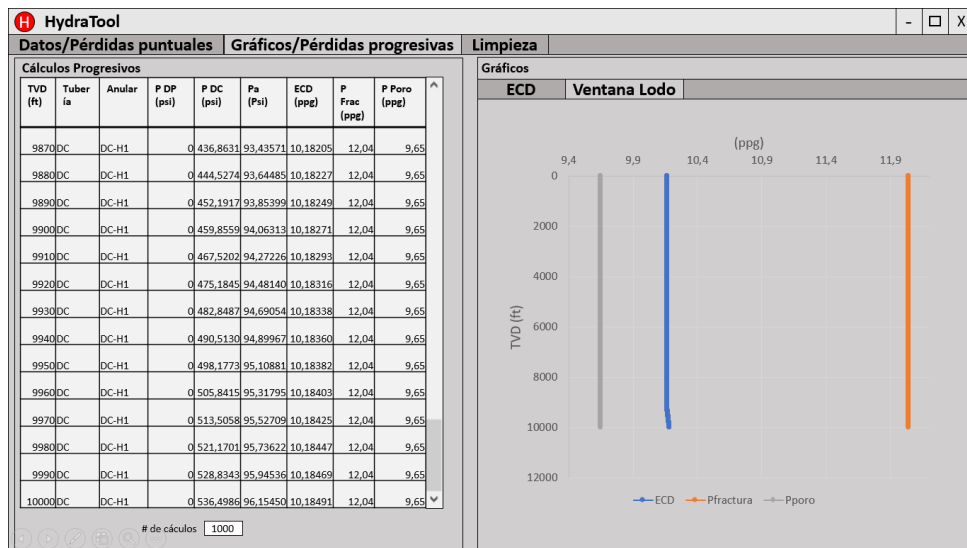 H HydraTool - X
Datos/Pérdidas puntuales Gráficos/Pérdidas progresivas Limpieza
Cálculos Progresivos
TVD (ft) Tubería Anular P DP (psi) P DC (psi) Pa (Psi) ECD (ppg) P Frac (ppg) P Poro (ppg)
9870 DC DC-H1 0 436,8631 93,43571 10,18205 12,04 9,65
9880 DC DC-H1 0 444,5274 93,64485 10,18227 12,04 9,65
9890 DC DC-H1 0 452,1917 93,85399 10,18249 12,04 9,65
9900 DC DC-H1 0 459,8559 94,06313 10,18271 12,04 9,65
9910 DC DC-H1 0 467,5202 94,27226 10,18293 12,04 9,65
9920 DC DC-H1 0 475,1845 94,48140 10,18316 12,04 9,65
9930 DC DC-H1 0 482,8487 94,69054 10,18338 12,04 9,65
9940 DC DC-H1 0 490,5130 94,89967 10,18360 12,04 9,65
9950 DC DC-H1 0 498,1773 95,10881 10,18382 12,04 9,65
9960 DC DC-H1 0 505,8415 95,31795 10,18403 12,04 9,65
9970 DC DC-H1 0 513,5058 95,52709 10,18425 12,04 9,65
9980 DC DC-H1 0 521,1701 95,73622 10,18447 12,04 9,65
9990 DC DC-H1 0 528,8343 95,94536 10,18469 12,04 9,65
10000 DC DC-H1 0 536,4986 96,15450 10,18491 12,04 9,65
# de cáculos 1000
Gráficos
ECD Ventana Lodo
(ppg)
9,4 9,9 10,4 10,9 11,4 11,9
0
2000
4000
TVD (ft)
6000
8000
10000
12000
ECD Pfractura Pporo